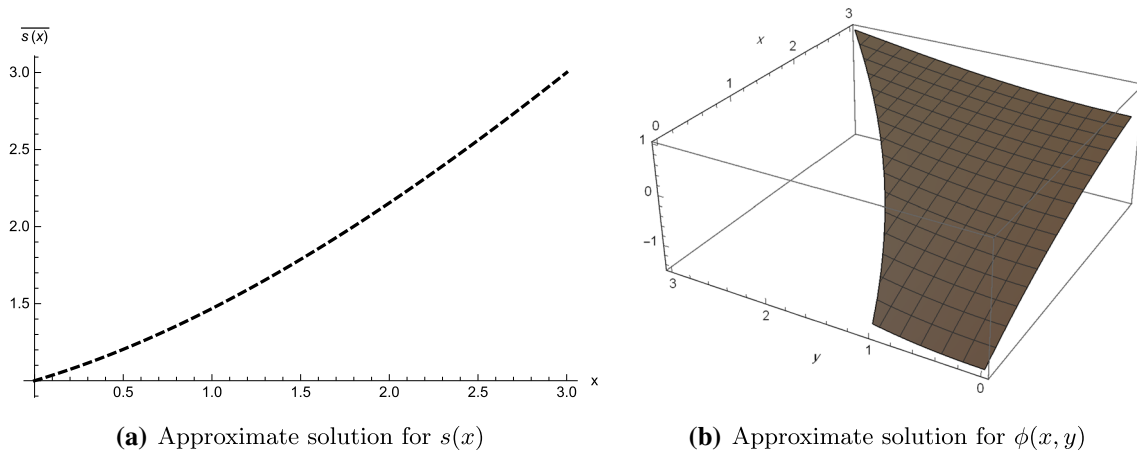 s(x)
3.0
2.5
2.0
1.5
0.5 1.0 1.5 2.0 2.5 3.0 x
3
x
2
1
0
1
0
−1
3
2
1
0
y
(a) Approximate solution for s(x)
(b) Approximate solution for ϕ(x, y)